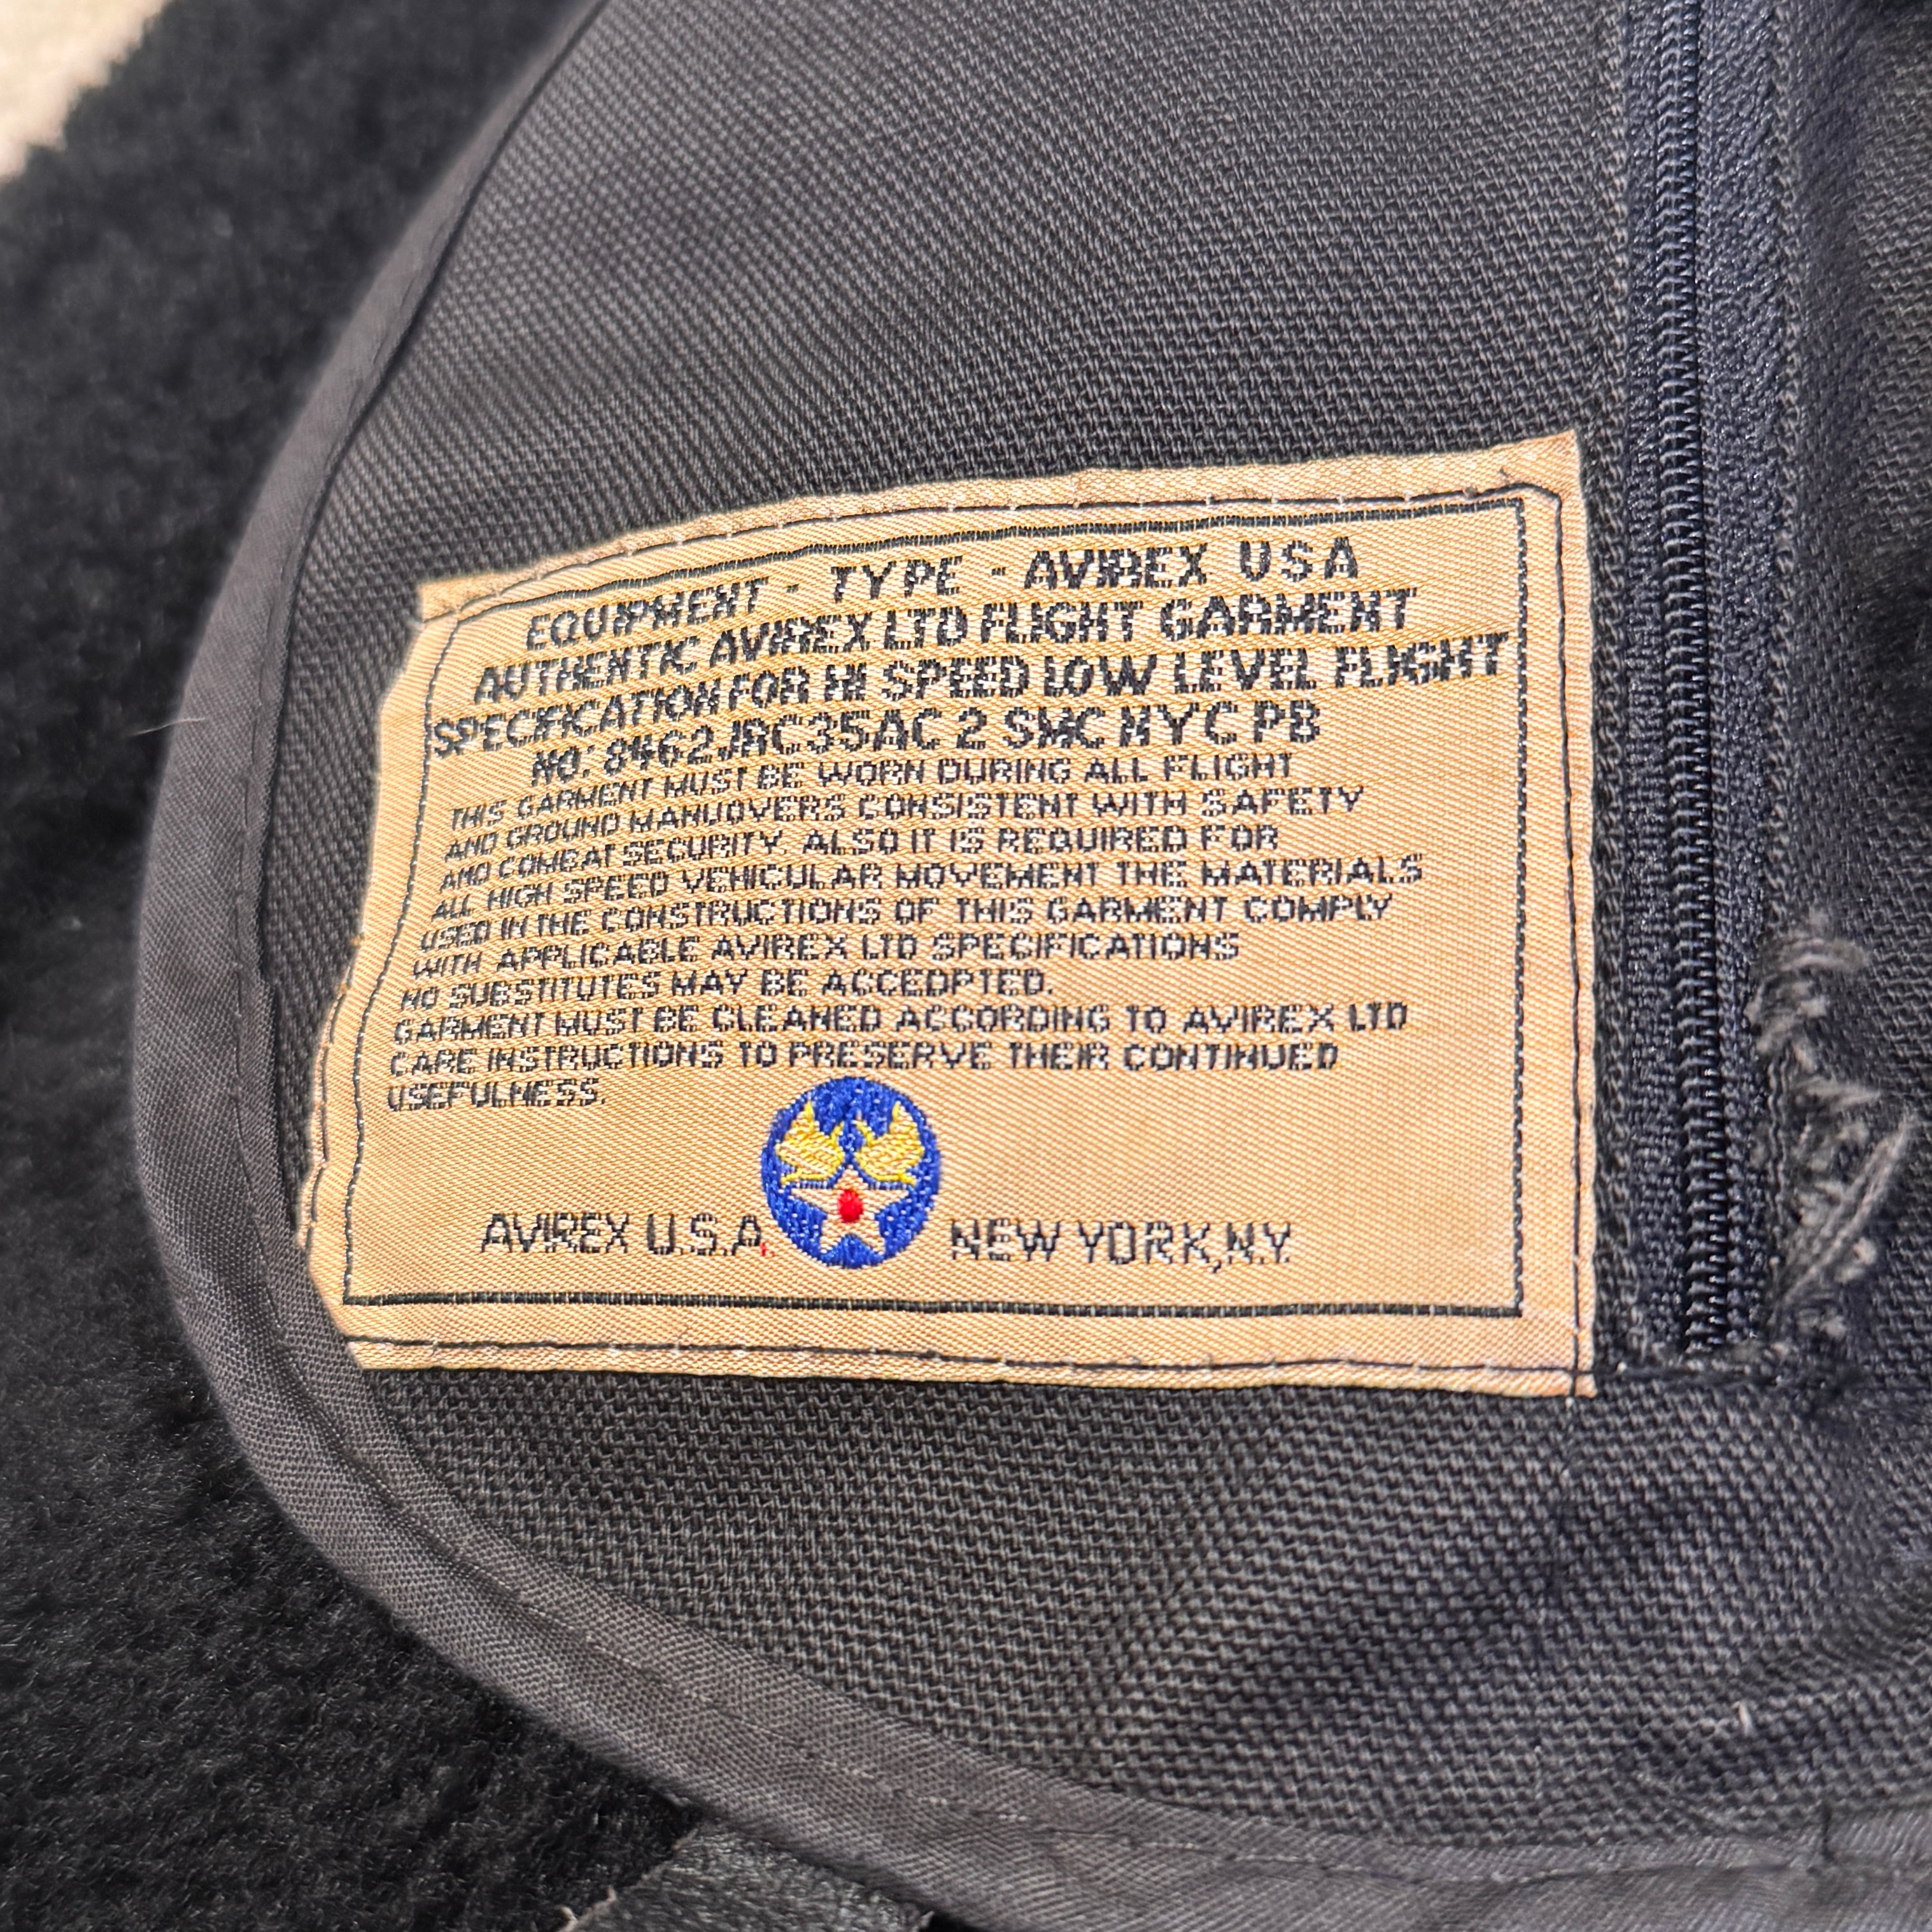 EQUIPMENT - TYPE - AVIREX USA
AUTHENTIC AVIREX LTD FLIGHT GARMENT
SPECIFICATION FOR HI SPEED LOW LEVEL FLIGHT
NO: 8462JRC35AC 2 SMC NYC PB
THIS GARMENT MUST BE WORN DURING ALL FLIGHT
AND GROUND MANUOVERS CONSISTENT WITH SAFETY
AND COMBAT SECURITY. ALSO IT IS REQUIRED FOR
ALL HIGH SPEED VEHICULAR MOVEMENT THE MATERIALS
USED IN THE CONSTRUCTIONS OF THIS GARMENT COMPLY
WITH APPLICABLE AVIREX LTD SPECIFICATIONS
NO SUBSTITUTES MAY BE ACCEDPTED.
GARMENT MUST BE CLEANED ACCORDING TO AVIREX LTD
CARE INSTRUCTIONS TO PRESERVE THEIR CONTINUED
USEFULNESS.
AVIREX U.S.A. NEW YORK, N.Y.